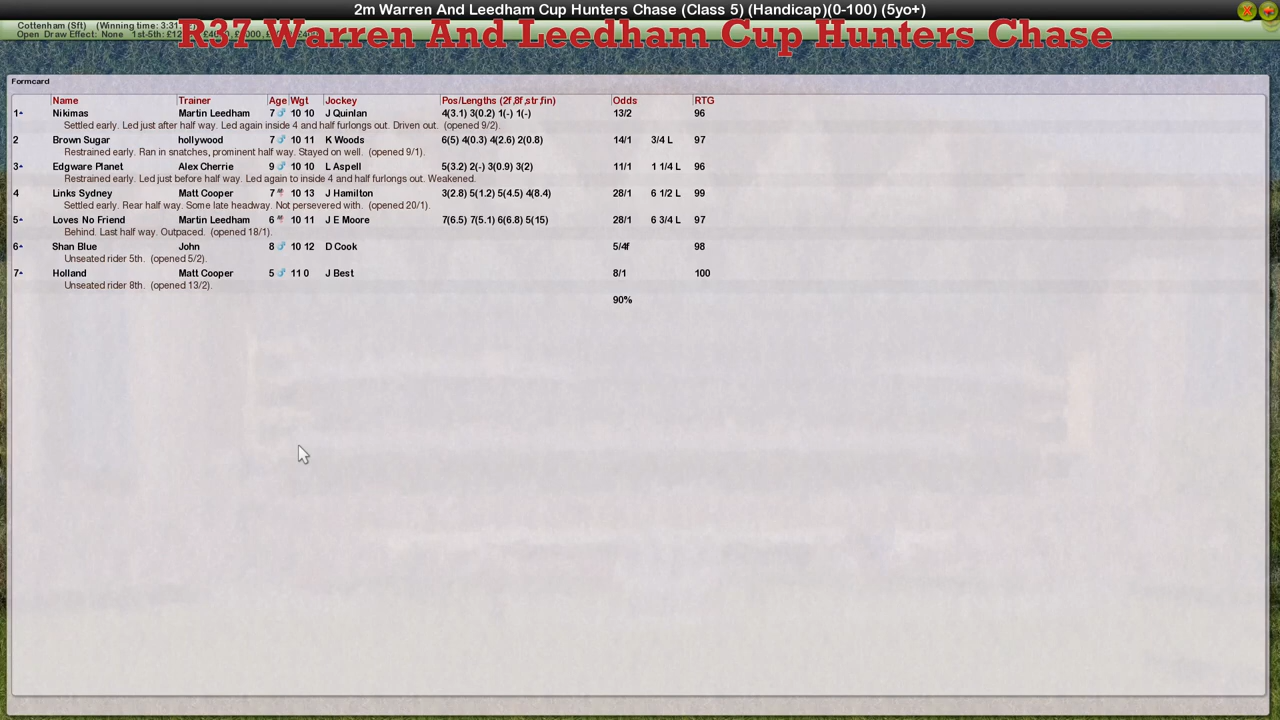 2m Warren And Leedham Cup Hunters Chase (Class 5) (Handicap)(0-100) (5yo+)
R37 Warren And Leedham Cup Hunters Chase
Cottenham (Sft) (Winning time: 3:31.
Open Draw Effect: None 1st-5th:
Formcard
Name Trainer Age Wgt Jockey Pos/Lengths (2f,8f,str,fin) Odds RTG
1 Nikimas Martin Leedham 7 10 10 J Quinlan 4(3.1) 3(0.2) 1(-) 1(-) 13/2 96
Settled early. Led just after half way. Led again inside 4 and half furlongs out. Driven out. (opened 9/2).
2 Brown Sugar hollywood 7 10 11 K Woods 6(5) 4(0.3) 4(2.6) 2(0.8) 14/1 3/4 L 97
Restrained early. Ran in snatches, prominent half way. Stayed on well. (opened 9/1).
3 Edgware Planet Alex Cherrie 9 10 10 L Aspell 5(3.2) 2(-) 3(0.9) 3(2) 11/1 1 1/4 L 96
Restrained early. Led just before half way. Led again to inside 4 and half furlongs out. Weakened.
4 Links Sydney Matt Cooper 7 10 13 J Hamilton 3(2.8) 5(1.2) 5(4.5) 4(8.4) 28/1 6 1/2 L 99
Settled early. Rear half way. Some late headway. Not persevered with. (opened 20/1).
5 Loves No Friend Martin Leedham 6 10 11 J E Moore 7(6.5) 7(5.1) 6(6.8) 5(15) 28/1 6 3/4 L 97
Behind. Last half way. Outpaced. (opened 18/1).
6 Shan Blue John 8 10 12 D Cook 5/4f 98
Unseated rider 5th. (opened 5/2).
7 Holland Matt Cooper 5 11 0 J Best 8/1 100
Unseated rider 8th. (opened 13/2).
90%